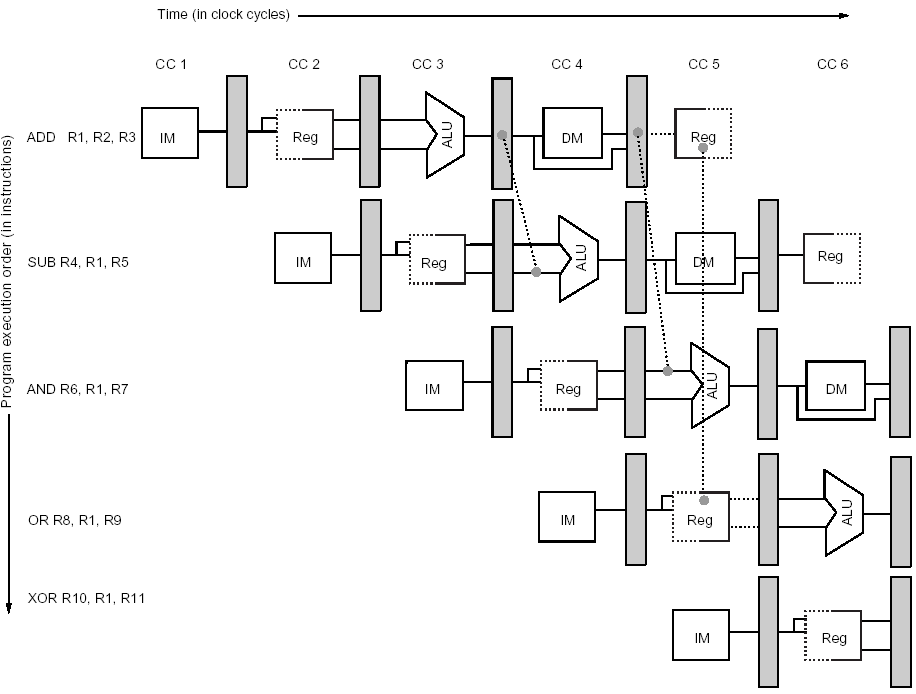 Time (in clock cycles)
CC 1 CC 2 CC 3 CC 4 CC 5 CC 6
Program execution order (in instructions)
ADD R1, R2, R3 IM Reg ALU DM Reg
SUB R4, R1, R5 IM Reg ALU DM Reg
AND R6, R1, R7 IM Reg ALU DM
OR R8, R1, R9 IM Reg ALU
XOR R10, R1, R11
IM Reg